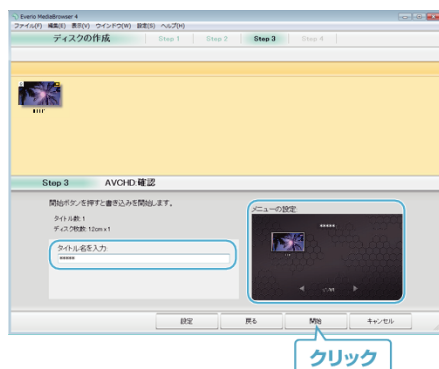 Everio MediaBrowser 4
ファイル(F) 編集(E) 表示(V) ウインドウ(W) 設定(S) ヘルプ(H)
ディスクの作成 Step 1 Step 2 Step 3 Step 4
Step 3 AVCHD:確認
開始ボタンを押すと書き込みを開始します。
タイトル数: 1
ディスク枚数: 12cm x 1
タイトル名を入力:
*****
メニューの設定:
*****
設定 戻る 開始 キャンセル
クリック